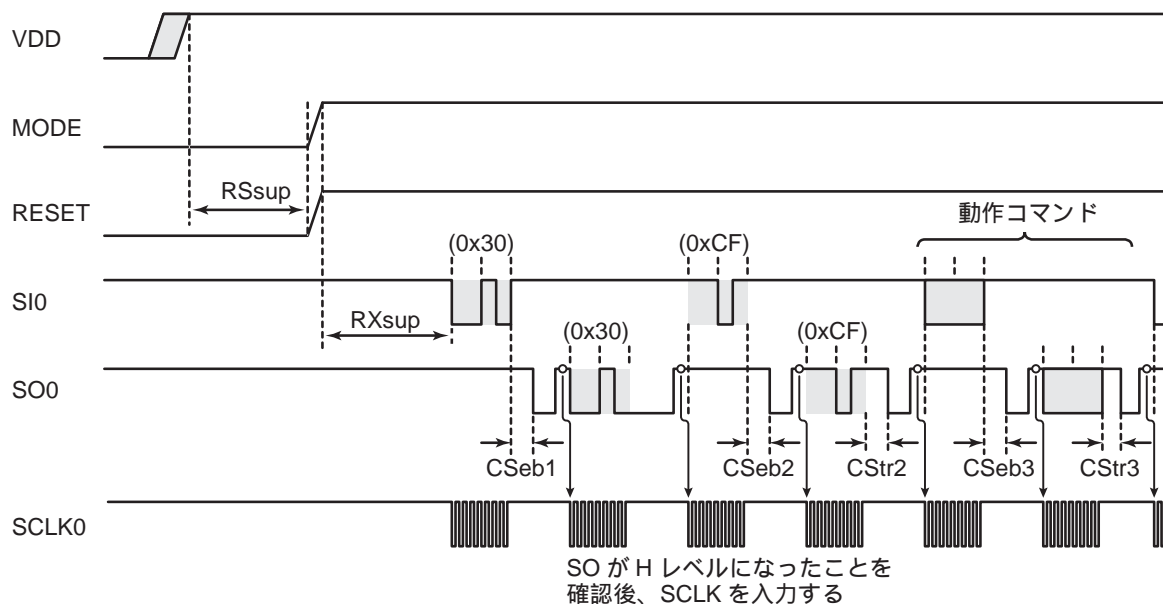 VDD
MODE
RSsup
RESET
動作コマンド
(0x30)
(0xCF)
SI0
RXsup
(0x30)
(0xCF)
SO0
CSeb1
CSeb2
CStr2
CSeb3
CStr3
SCLK0
SO が H レベルになったことを
確認後、SCLK を入力する